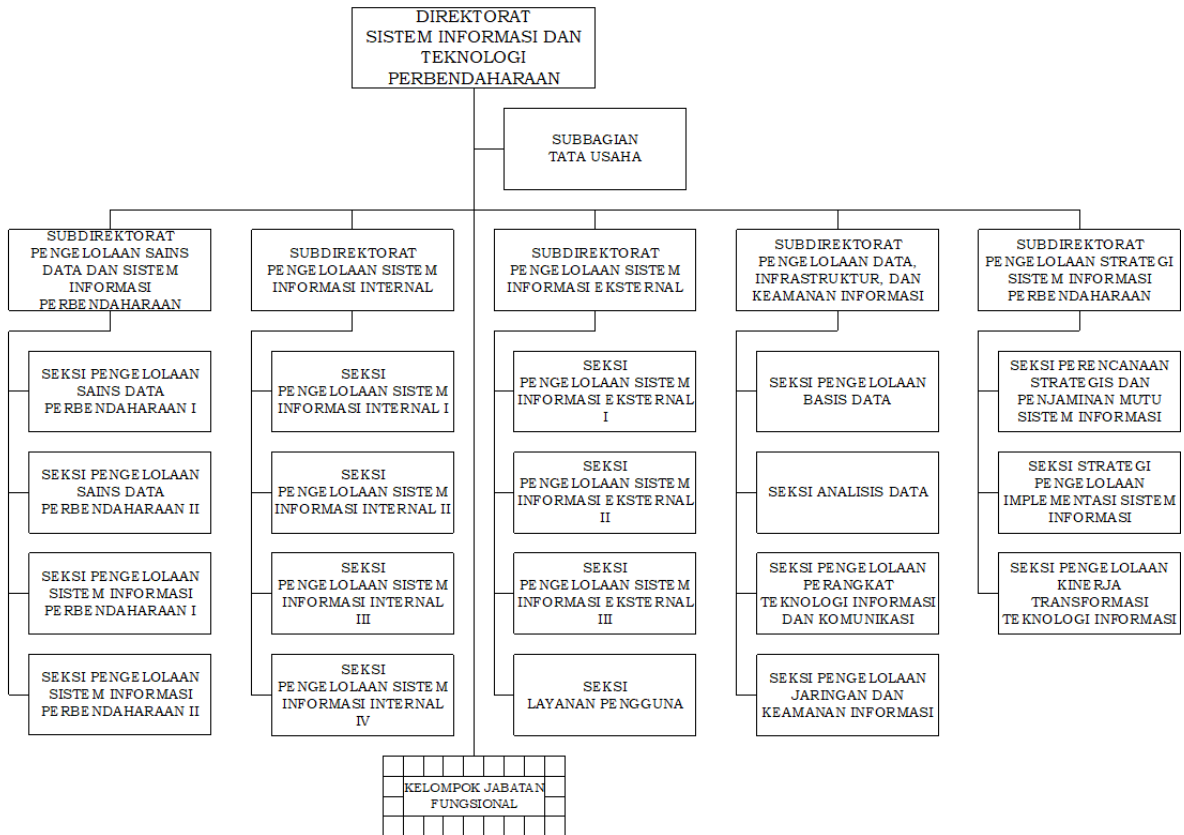 DIREKTORAT
SISTEM INFORMASI DAN
TEKNOLOGI
PERBENDAHARAAN
SUBBAGIAN
TATA USAHA
SUBDIREKTORAT
PENGELOLAAN SAINS
DATA DAN SISTEM
INFORMASI
PERBENDAHARAAN
SUBDIREKTORAT
PENGELOLAAN SISTEM
INFORMASI INTERNAL
SUBDIREKTORAT
PENGELOLAAN SISTEM
INFORMASI EKSTERNAL
SUBDIREKTORAT
PENGELOLAAN DATA,
INFRASTRUKTUR, DAN
KEAMANAN INFORMASI
SUBDIREKTORAT
PENGELOLAAN STRATEGI
SISTEM INFORMASI
PERBENDAHARAAN
SEKSI PENGELOLAAN
SAINS DATA
PERBENDAHARAAN I
SEKSI
PENGELOLAAN SISTEM
INFORMASI INTERNAL I
SEKSI
PENGELOLAAN SISTEM
INFORMASI EKSTERNAL
I
SEKSI PENGELOLAAN
BASIS DATA
SEKSI PERENCANAAN
STRATEGIS DAN
PENJAMINAN MUTU
SISTEM INFORMASI
SEKSI PENGELOLAAN
SAINS DATA
PERBENDAHARAAN II
SEKSI
PENGELOLAAN SISTEM
INFORMASI INTERNAL II
SEKSI
PENGELOLAAN SISTEM
INFORMASI EKSTERNAL
II
SEKSI ANALISIS DATA
SEKSI STRATEGI
PENGELOLAAN
IMPLEMENTASI SISTEM
INFORMASI
SEKSI PENGELOLAAN
SISTEM INFORMASI
PERBENDAHARAAN I
SEKSI
PENGELOLAAN SISTEM
INFORMASI INTERNAL
III
SEKSI
PENGELOLAAN SISTEM
INFORMASI EKSTERNAL
III
SEKSI PENGELOLAAN
PERANGKAT
TEKNOLOGI INFORMASI
DAN KOMUNIKASI
SEKSI PENGELOLAAN
KINERJA
TRANSFORMASI
TEKNOLOGI INFORMASI
SEKSI PENGELOLAAN
SISTEM INFORMASI
PERBENDAHARAAN II
SEKSI
PENGELOLAAN SISTEM
INFORMASI INTERNAL
IV
SEKSI
LAYANAN PENGGUNA
SEKSI PENGELOLAAN
JARINGAN DAN
KEAMANAN INFORMASI
KELOMPOK JABATAN
FUNGSIONAL